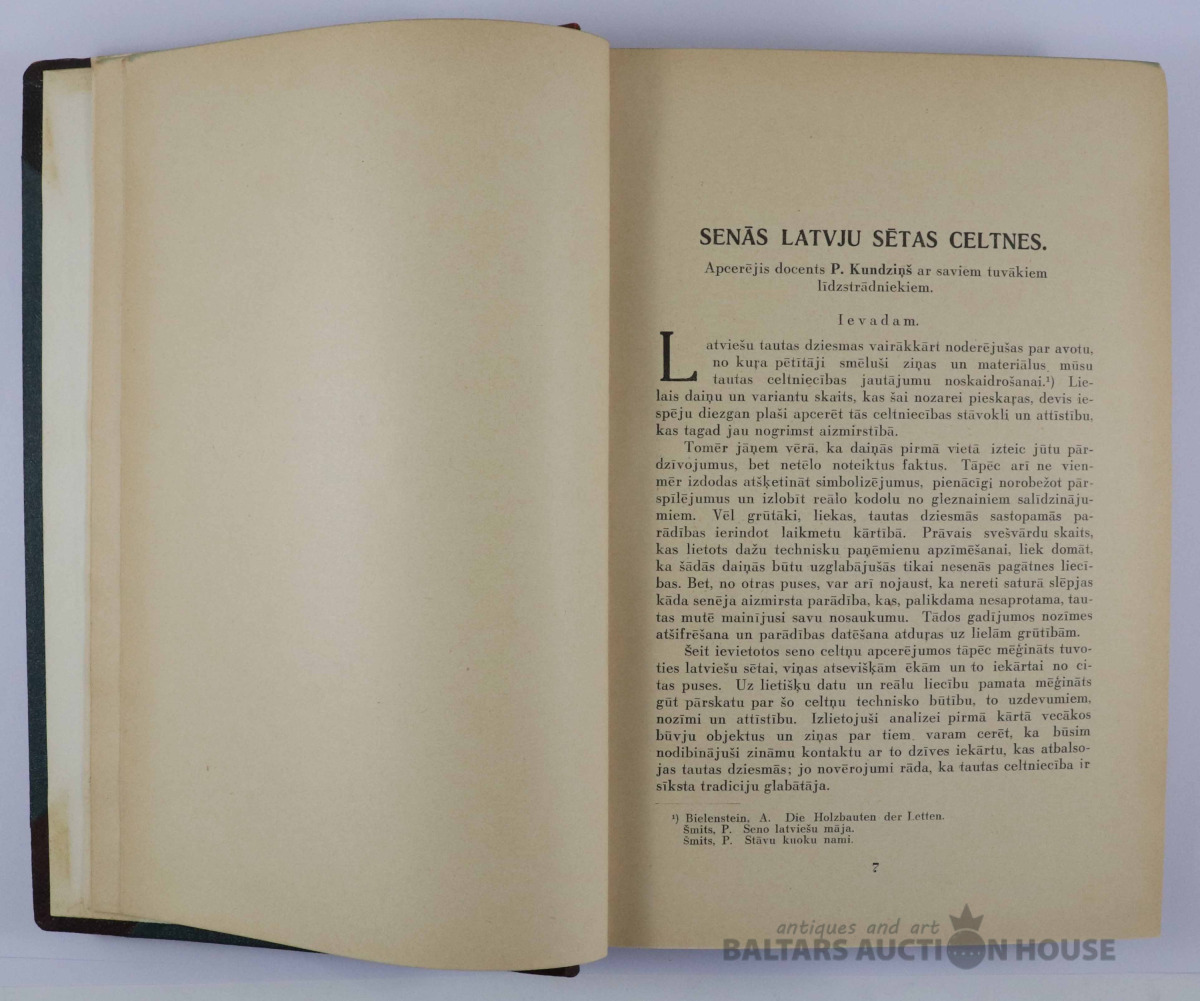 SENĀS LATVJU SĒTAS CELTNES.
Apcerējis docents P. Kundziņš ar saviem tuvākiem
līdzstrādniekiem.
Ievadam.
Latviešu tautas dziesmas vairākkārt noderējušas par avotu,
no kuŗa pētītāji smēluši ziņas un materiālus mūsu
tautas celtniecības jautājumu noskaidrošanai.¹) Lie-
lais daiņu un variantu skaits, kas šai nozarei pieskaŗas, devis ie-
spēju diezgan plaši apcerēt tās celtniecības stāvokli un attīstību,
kas tagad jau nogrimst aizmirstībā.
Tomēr jāņem vērā, ka daiņās pirmā vietā izteic jūtu pār-
dzīvojumus, bet netēlo noteiktus faktus. Tāpēc arī ne vien-
mēr izdodas atšķetināt simbolizējumus, pienācīgi norobežot pār-
spīlējumus un izlobīt reālo kodolu no gleznainiem salīdzināju-
miem. Vēl grūtāki, liekas, tautas dziesmās sastopamās pa-
rādības ierindot laikmetu kārtībā. Prāvais svešvārdu skaits,
kas lietots dažu technisku paņēmienu apzīmēšanai, liek domāt,
ka šādās daiņās būtu uzglabājušās tikai nesenās pagātnes liecī-
bas. Bet, no otras puses, var arī nojaust, ka nereti saturā slēpjas
kāda senēja aizmirsta parādība, kas, palikdama nesaprotama, tau-
tas mutē mainījusi savu nosaukumu. Tādos gadījumos nozīmes
atšifrēšana un parādības datēšana atduŗas uz lielām grūtībām.
Šeit ievietotos seno celtņu apcerējumos tāpēc mēģināts tuvo-
ties latviešu sētai, viņas atsevišķām ēkām un to iekārtai no ci-
tas puses. Uz lietišķu datu un reālu liecību pamata mēģināts
gūt pārskatu par šo celtņu technisko būtību, to uzdevumiem,
nozīmi un attīstību. Izlietojuši analizei pirmā kārtā vecākos
būvju objektus un ziņas par tiem varam cerēt, ka būsim
nodibinājuši zināmu kontaktu ar to dzīves iekārtu, kas atbalso-
jas tautas dziesmās; jo novērojumi rāda, ka tautas celtniecība ir
sīksta tradiciju glabātāja.
¹) Bielenstein, A. Die Holzbauten der Letten.
Šmits, P. Seno latviešu māja.
Šmits, P. Stāvu kuoku nami.
7
antiques and art
BALTARS AUCTION HOUSE